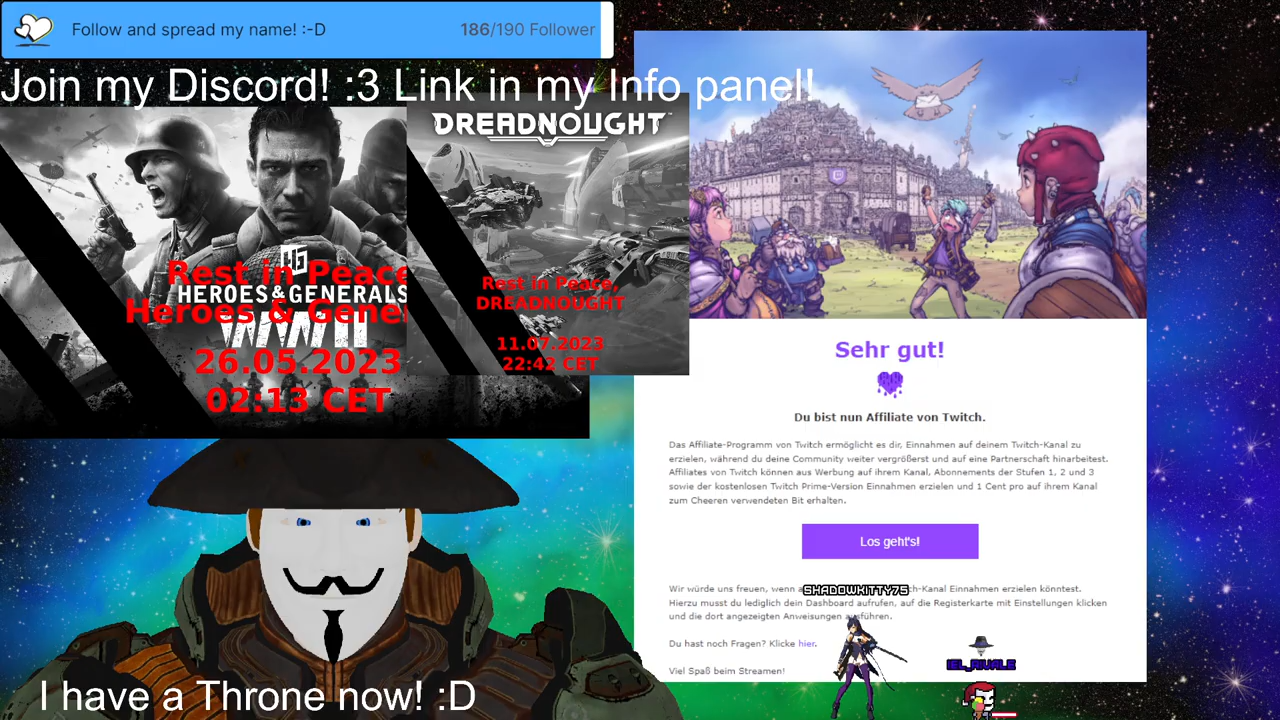 Follow and spread my name! :-D
186/190 Follower
Join my Discord! :3 Link in my Info panel!
DREADNOUGHT
HEROES & GENERALS
WWII
Rest in Peace
Heroes & Gene
26.05.2023
02:13 CET
Rest in Peace,
DREADNOUGHT
11.07.2023
22:42 CET
Sehr gut!
Du bist nun Affiliate von Twitch.
Das Affiliate-Programm von Twitch ermöglicht es dir, Einnahmen auf deinem Twitch-Kanal zu
erzielen, während du deine Community weiter vergrößerst und auf eine Partnerschaft hinarbeitest.
Affiliates von Twitch können aus Werbung auf ihrem Kanal, Abonnements der Stufen 1, 2 und 3
sowie der kostenlosen Twitch Prime-Version Einnahmen erzielen und 1 Cent pro auf ihrem Kanal
zum Cheeren verwendeten Bit erhalten.
Los geht's!
Wir würde uns freuen, wenn ch-Kanal Einnahmen erzielen könntest.
SHADOWKITTY75
Hierzu musst du lediglich dein Dashboard aufrufen, auf die Registerkarte mit Einstellungen klicken
und die dort angezeigten Anweisungen ausführen.
Du hast noch Fragen? Klicke hier.
Viel Spaß beim Streamen!
I have a Throne now! :D